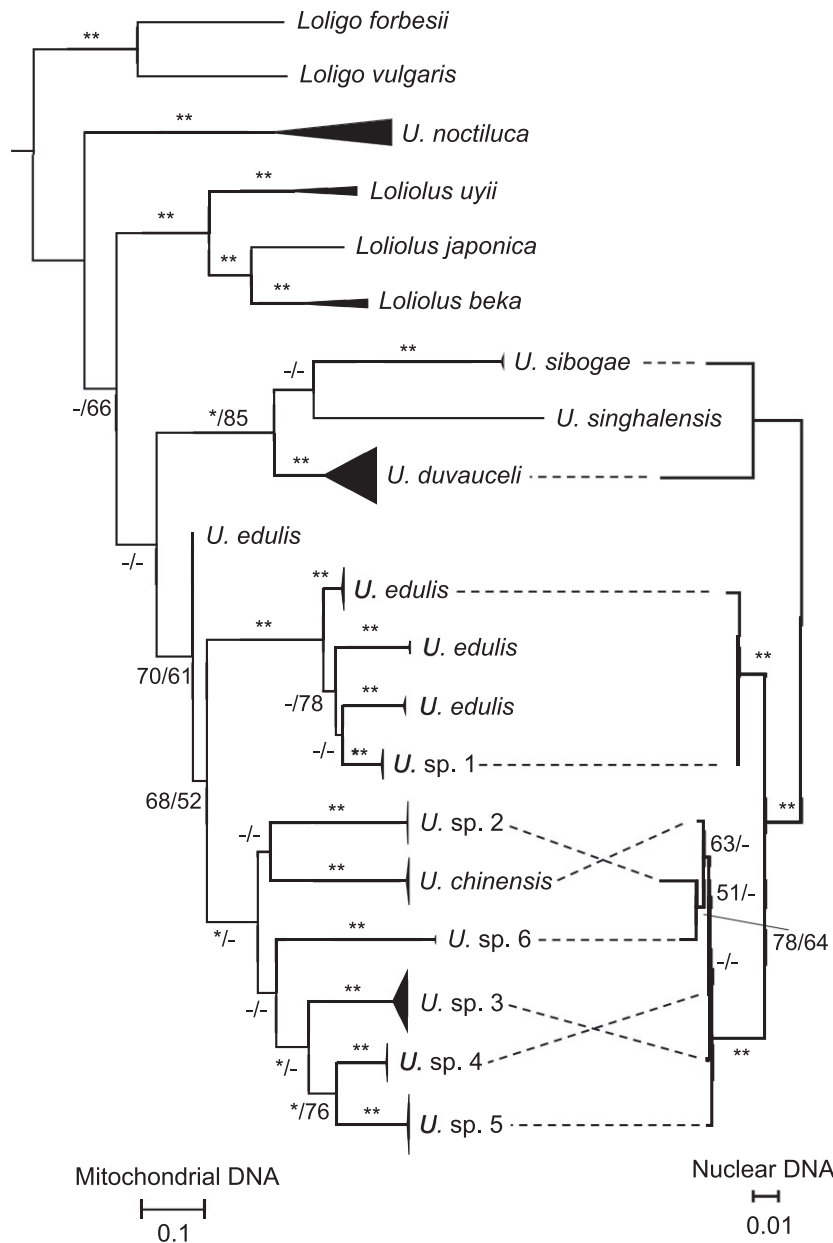 **
Loligo forbesii
Loligo vulgaris
**
U. noctiluca
**
Loliolus uyii
**
Loliolus japonica
**
**
Loliolus beka
**
U. sibogae
-/-
-/66
*/85
U. singhalensis
**
U. duvauceli
U. edulis
-/-
**
U. edulis
**
**
U. edulis
**
70/61
-/78
**
U. edulis
-/-
**
U. sp. 1
68/52
**
U. sp. 2
**
-/-
63/-
**
U. chinensis
51/-
*/-
**
U. sp. 6
78/64
-/-
-/-
**
U. sp. 3
*/-
**
U. sp. 4
**
*/76
**
U. sp. 5
Mitochondrial DNA
0.1
Nuclear DNA
0.01